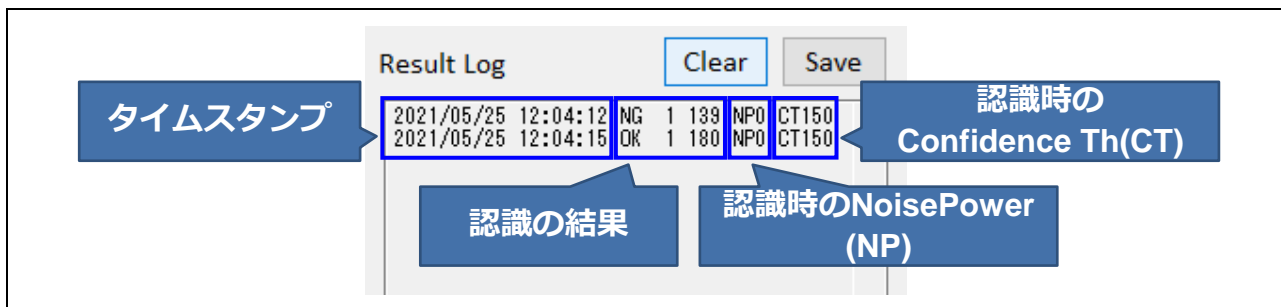 Result Log
Clear
Save
タイムスタンプ
2021/05/25 12:04:12 NG 1 139 NP0 CT150
2021/05/25 12:04:15 OK 1 180 NP0 CT150
認識時の
Confidence Th(CT)
認識の結果
認識時のNoisePower
(NP)